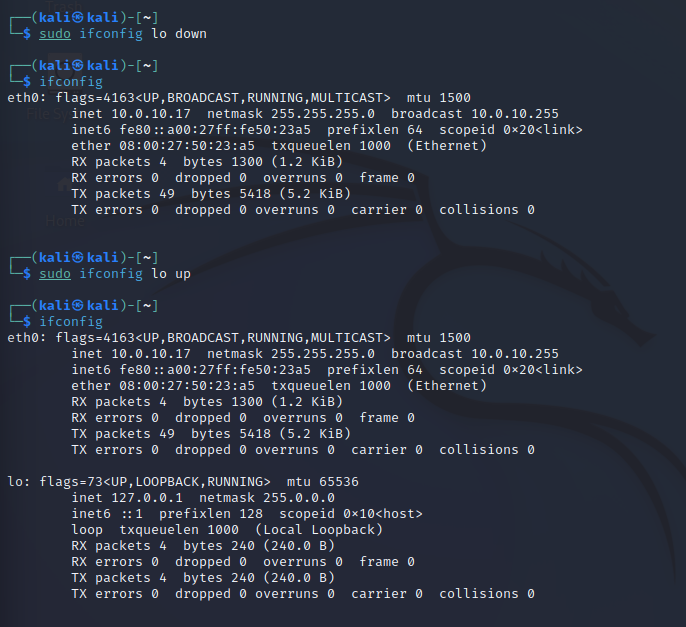 ┌──(kali㉿kali)-[~]
└─$ sudo ifconfig lo down
┌──(kali㉿kali)-[~]
└─$ ifconfig
eth0: flags=4163<UP,BROADCAST,RUNNING,MULTICAST>  mtu 1500
        inet 10.0.10.17  netmask 255.255.255.0  broadcast 10.0.10.255
        inet6 fe80::a00:27ff:fe50:23a5  prefixlen 64  scopeid 0×20<link>
        ether 08:00:27:50:23:a5  txqueuelen 1000  (Ethernet)
        RX packets 4  bytes 1300 (1.2 KiB)
        RX errors 0  dropped 0  overruns 0  frame 0
        TX packets 49  bytes 5418 (5.2 KiB)
        TX errors 0  dropped 0 overruns 0  carrier 0  collisions 0
Home
┌──(kali㉿kali)-[~]
└─$ sudo ifconfig lo up
┌──(kali㉿kali)-[~]
└─$ ifconfig
eth0: flags=4163<UP,BROADCAST,RUNNING,MULTICAST>  mtu 1500
        inet 10.0.10.17  netmask 255.255.255.0  broadcast 10.0.10.255
        inet6 fe80::a00:27ff:fe50:23a5  prefixlen 64  scopeid 0×20<link>
        ether 08:00:27:50:23:a5  txqueuelen 1000  (Ethernet)
        RX packets 4  bytes 1300 (1.2 KiB)
        RX errors 0  dropped 0  overruns 0  frame 0
        TX packets 49  bytes 5418 (5.2 KiB)
        TX errors 0  dropped 0 overruns 0  carrier 0  collisions 0
lo: flags=73<UP,LOOPBACK,RUNNING>  mtu 65536
        inet 127.0.0.1  netmask 255.0.0.0
        inet6 ::1  prefixlen 128  scopeid 0×10<host>
        loop  txqueuelen 1000  (Local Loopback)
        RX packets 4  bytes 240 (240.0 B)
        RX errors 0  dropped 0  overruns 0  frame 0
        TX packets 4  bytes 240 (240.0 B)
        TX errors 0  dropped 0 overruns 0  carrier 0  collisions 0